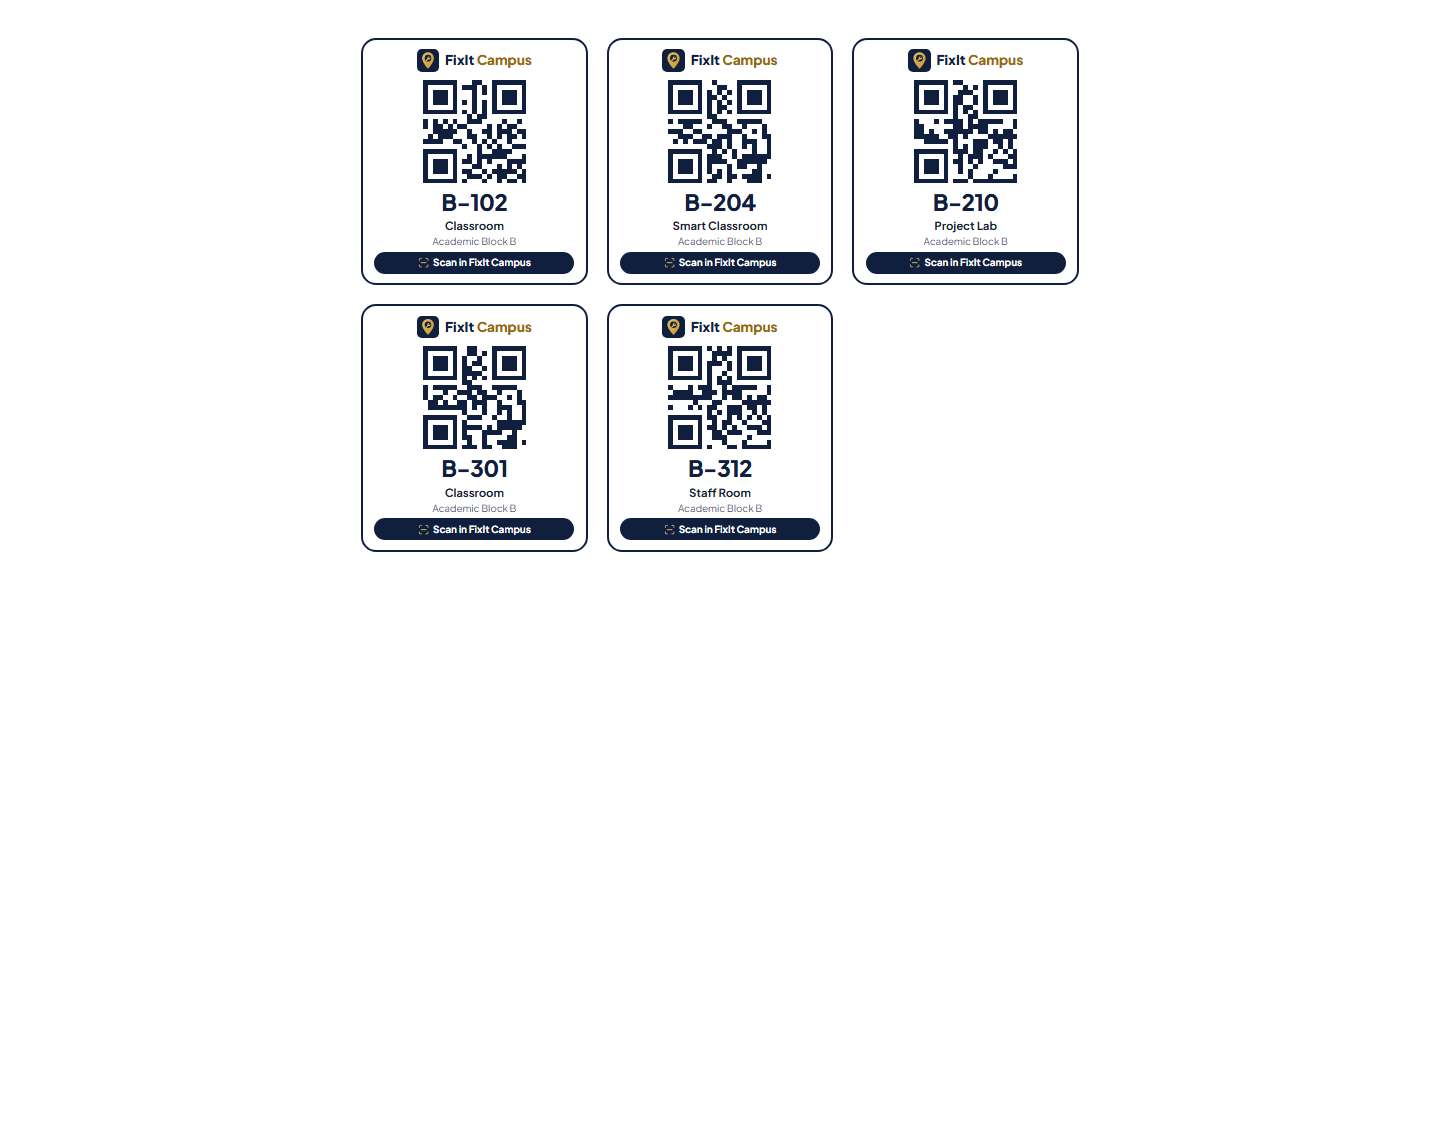 FixIt Campus
B-102
Classroom
Academic Block B
Scan in FixIt Campus
FixIt Campus
B-204
Smart Classroom
Academic Block B
Scan in FixIt Campus
FixIt Campus
B-210
Project Lab
Academic Block B
Scan in FixIt Campus
FixIt Campus
B-301
Classroom
Academic Block B
Scan in FixIt Campus
FixIt Campus
B-312
Staff Room
Academic Block B
Scan in FixIt Campus